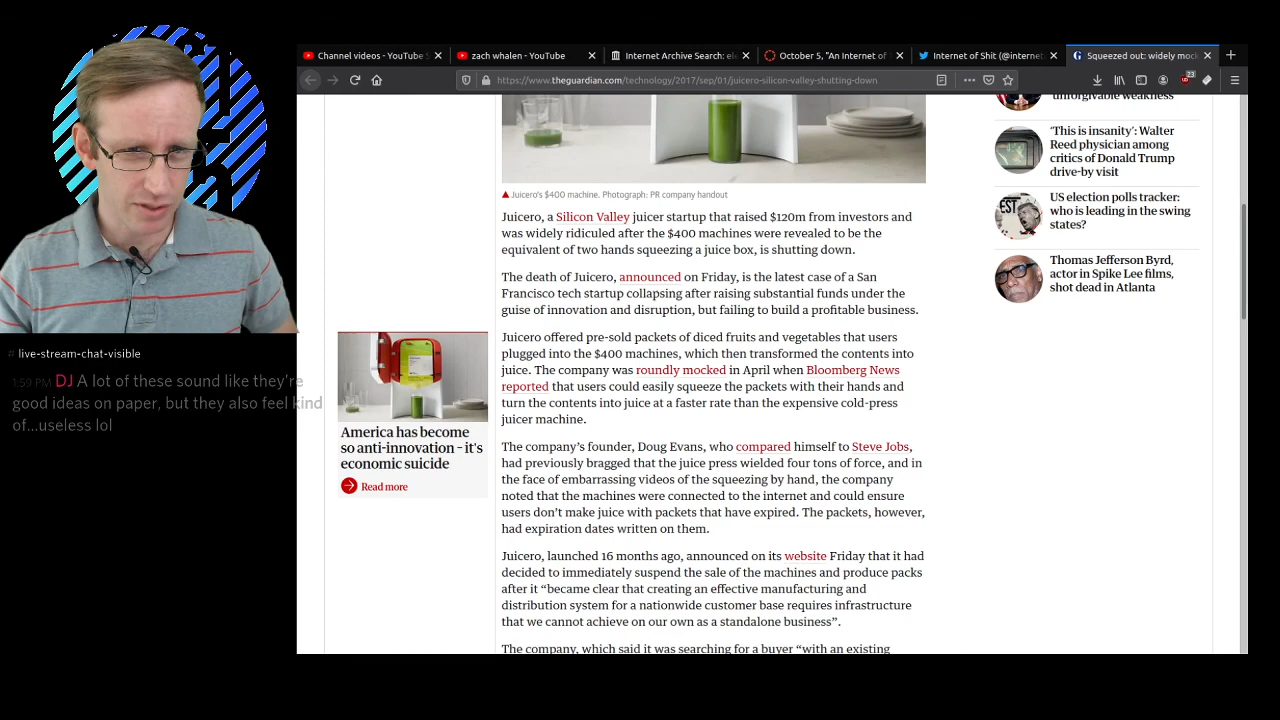 Channel videos - YouTube S
zach whalen - YouTube
Internet Archive Search: ele
October 5, "An Internet of
Internet of Shit (@internet
Squeezed out: widely mock
https://www.theguardian.com/technology/2017/sep/01/juicero-silicon-valley-shutting-down
23
unforgivable weakness
'This is insanity': Walter
Reed physician among
critics of Donald Trump
drive-by visit
US election polls tracker:
who is leading in the swing
states?
Thomas Jefferson Byrd,
actor in Spike Lee films,
shot dead in Atlanta
Juicero's $400 machine. Photograph: PR company handout
Juicero, a Silicon Valley juicer startup that raised $120m from investors and
was widely ridiculed after the $400 machines were revealed to be the
equivalent of two hands squeezing a juice box, is shutting down.
The death of Juicero, announced on Friday, is the latest case of a San
Francisco tech startup collapsing after raising substantial funds under the
guise of innovation and disruption, but failing to build a profitable business.
Juicero offered pre-sold packets of diced fruits and vegetables that users
plugged into the $400 machines, which then transformed the contents into
juice. The company was roundly mocked in April when Bloomberg News
reported that users could easily squeeze the packets with their hands and
turn the contents into juice at a faster rate than the expensive cold-press
juicer machine.
The company's founder, Doug Evans, who compared himself to Steve Jobs,
had previously bragged that the juice press wielded four tons of force, and in
the face of embarrassing videos of the squeezing by hand, the company
noted that the machines were connected to the internet and could ensure
users don't make juice with packets that have expired. The packets, however,
had expiration dates written on them.
Juicero, launched 16 months ago, announced on its website Friday that it had
decided to immediately suspend the sale of the machines and produce packs
after it "became clear that creating an effective manufacturing and
distribution system for a nationwide customer base requires infrastructure
that we cannot achieve on our own as a standalone business".
The company, which said it was searching for a buyer "with an existing
America has become
so anti-innovation – it's
economic suicide
Read more
# live-stream-chat-visible
1:59 PM DJ A lot of these sound like they're
good ideas on paper, but they also feel kind
of...useless lol